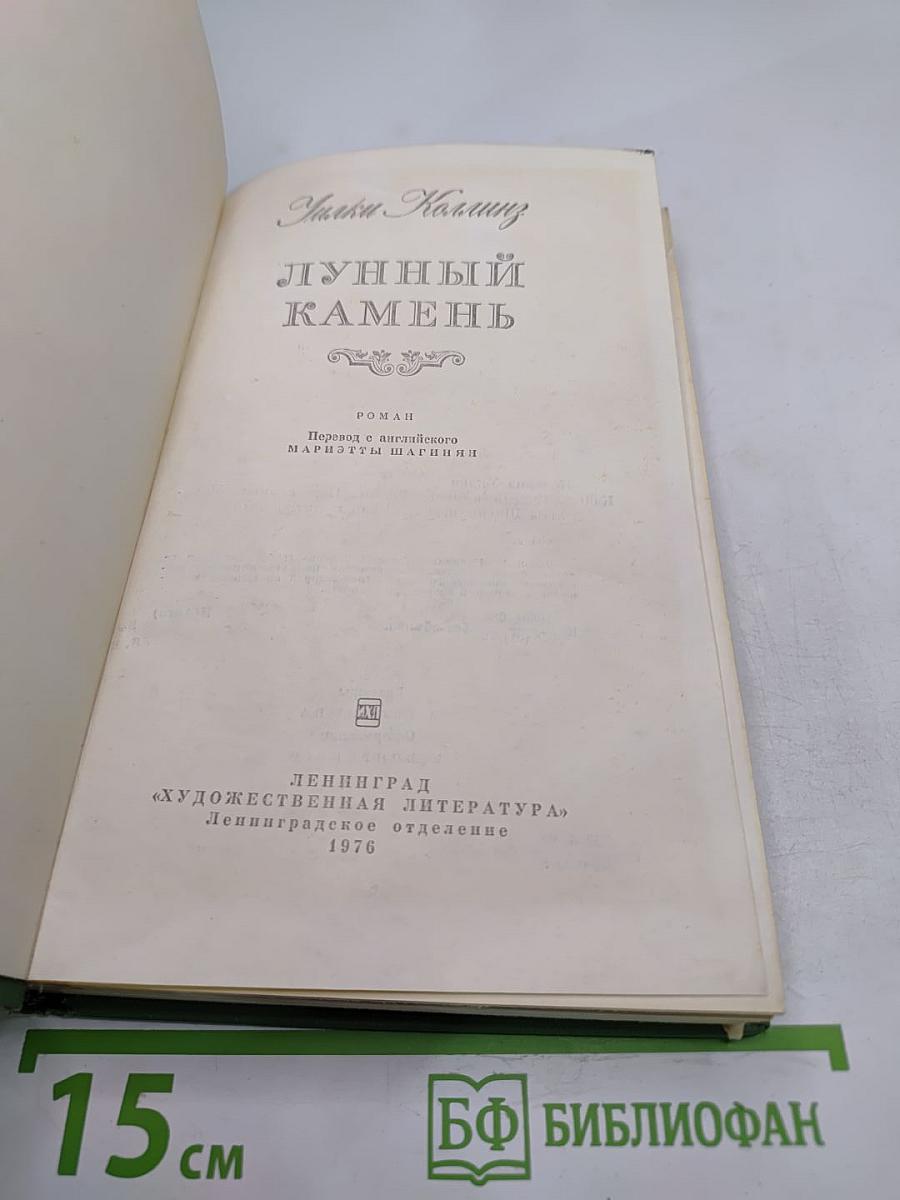 Уилки Коллинз
ЛУННЫЙ
КАМЕНЬ
РОМАН
Перевод с английского
МАРИЭТТЫ ШАГИНЯН
ЛЕНИНГРАД
«ХУДОЖЕСТВЕННАЯ ЛИТЕРАТУРА»
Ленинградское отделение
1976
15 см
БФ БИБЛИОФАН